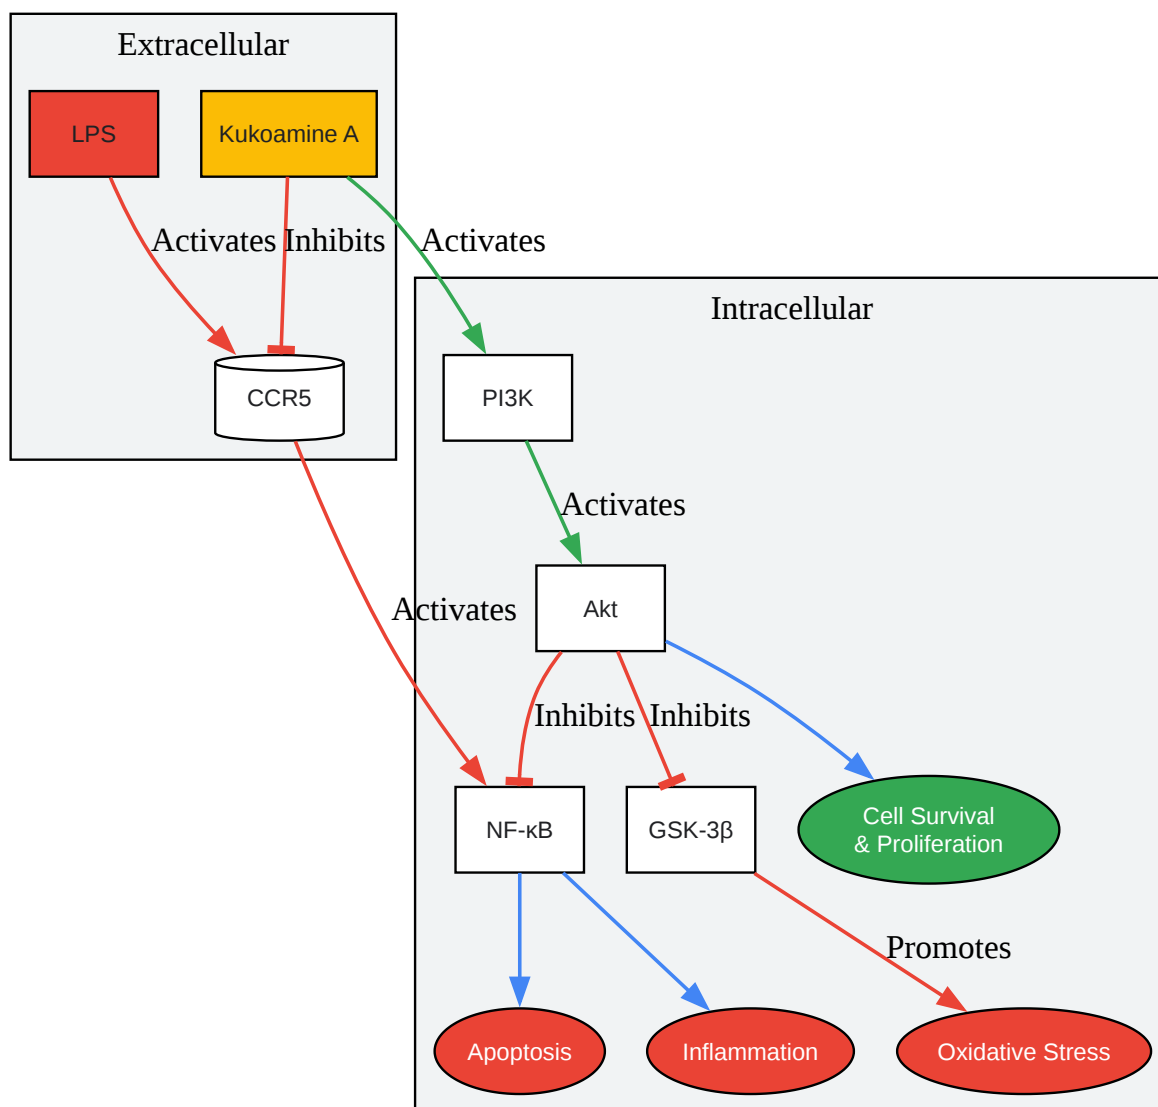 Extracellular
LPS
Kukoamine A
Activates
Inhibits
Activates
Intracellular
CCR5
PI3K
Activates
Akt
Activates
Inhibits
Inhibits
NF-κB
GSK-3β
Cell Survival
& Proliferation
Promotes
Apoptosis
Inflammation
Oxidative Stress